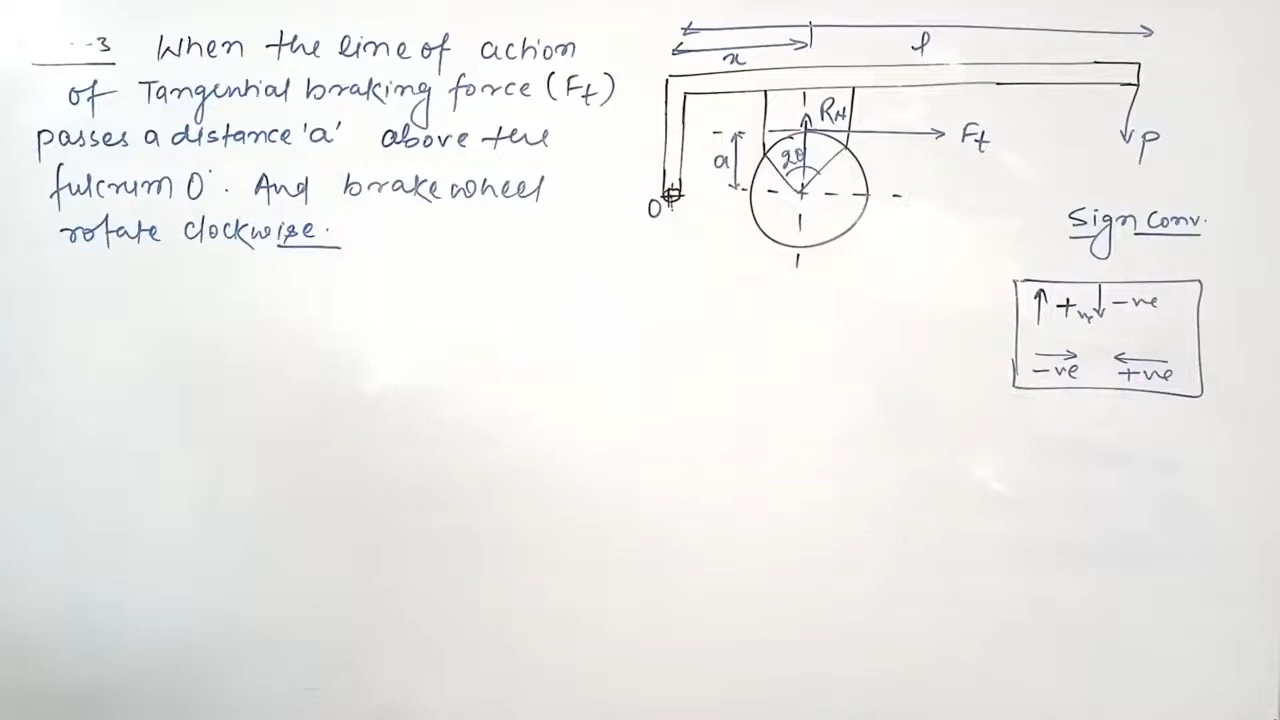 -3 When the line of action
of Tangential braking force (Ft)
passes a distance 'a' above the
fulcrum O. And brake wheel
rotate clockwise.
l
x
RN
Ft
a
2θ
P
O
Sign Conv.
↑ +ve ↓ -ve
→ ←
-ve +ve